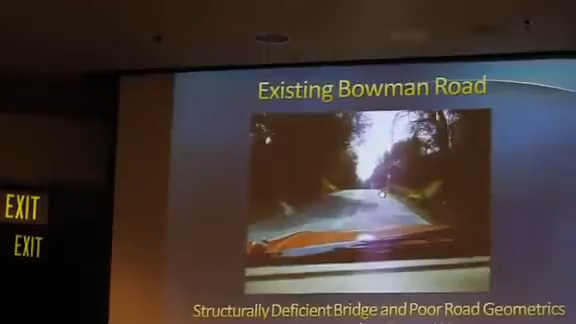 Existing Bowman Road
EXIT
EXIT
Structurally Deficient Bridge and Poor Road Geometrics